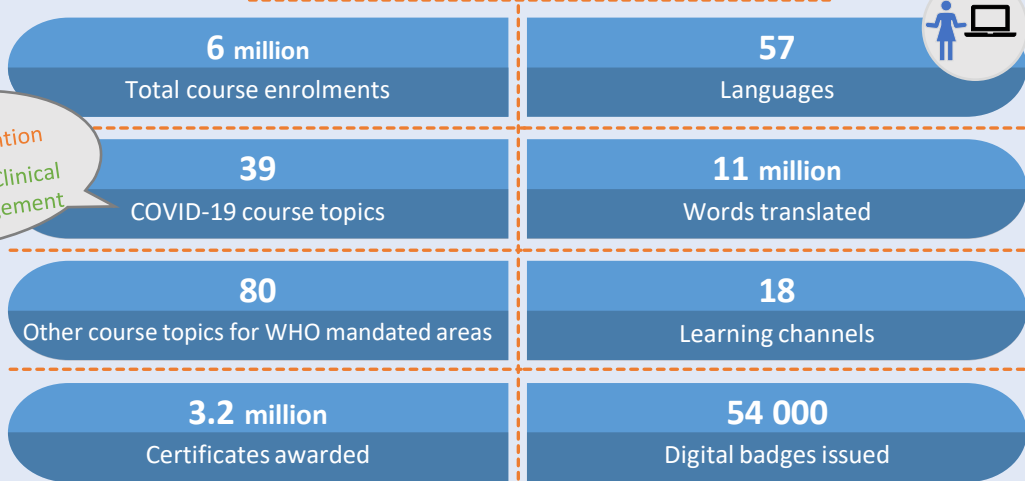 6 million
Total course enrolments
57
Languages
Clinical
39
COVID-19 course topics
11 million
Words translated
80
Other course topics for WHO mandated areas
18
Learning channels
3.2 million
Certificates awarded
54 000
Digital badges issued